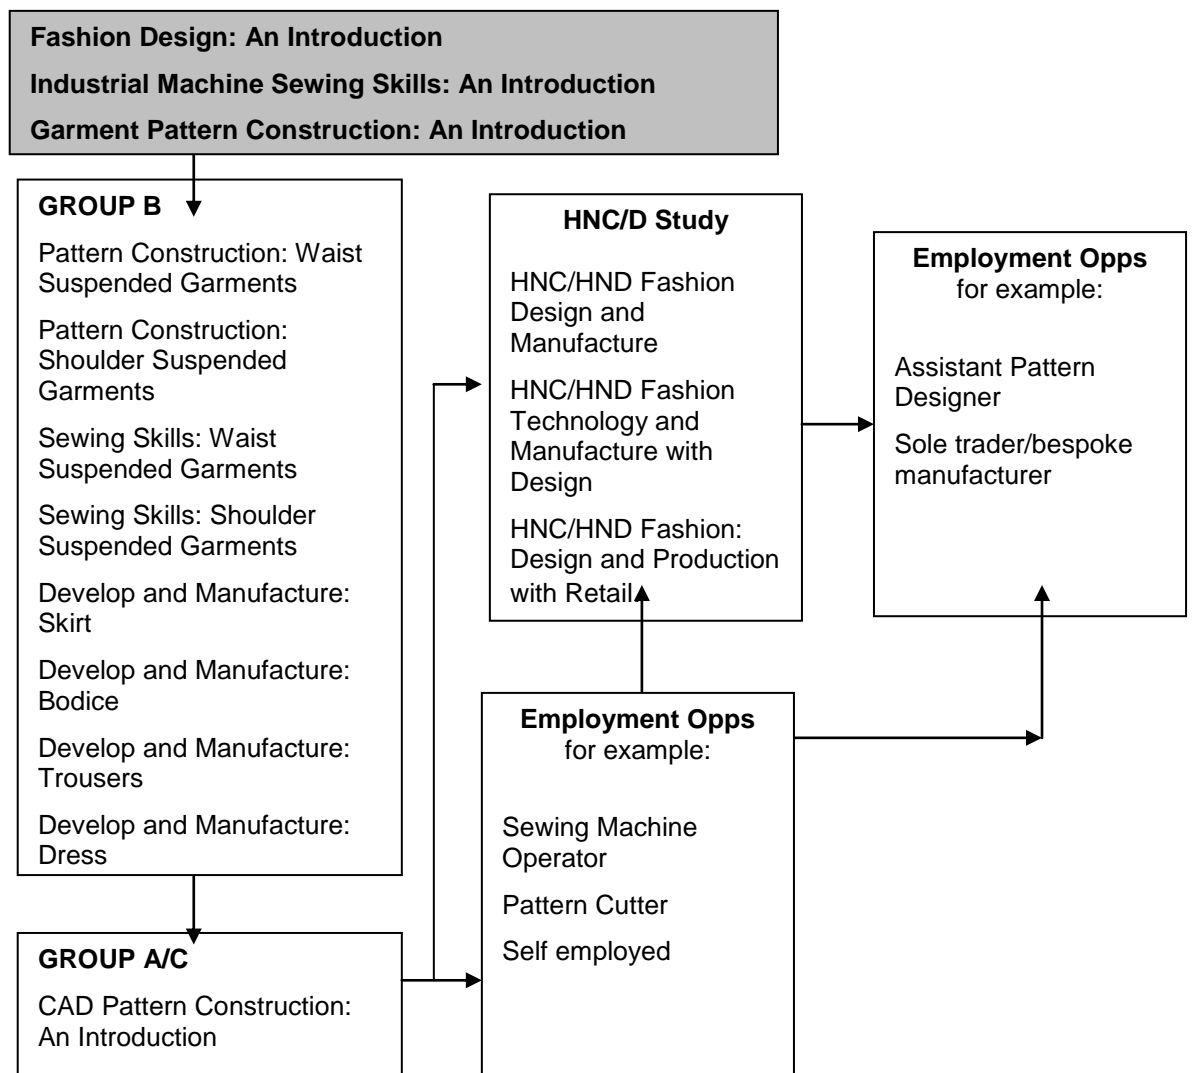 Fashion Design: An Introduction
Industrial Machine Sewing Skills: An Introduction
Garment Pattern Construction: An Introduction
GROUP B
Pattern Construction: Waist
Suspended Garments
Pattern Construction:
Shoulder Suspended
Garments
Sewing Skills: Waist
Suspended Garments
Sewing Skills: Shoulder
Suspended Garments
Develop and Manufacture:
Skirt
Develop and Manufacture:
Bodice
Develop and Manufacture:
Trousers
Develop and Manufacture:
Dress
GROUP A/C
CAD Pattern Construction:
An Introduction
HNC/D Study
HNC/HND Fashion
Design and
Manufacture
HNC/HND Fashion
Technology and
Manufacture with
Design
HNC/HND Fashion:
Design and Production
with Retail
Employment Opps
for example:
Sewing Machine
Operator
Pattern Cutter
Self employed
Employment Opps
for example:
Assistant Pattern
Designer
Sole trader/bespoke
manufacturer